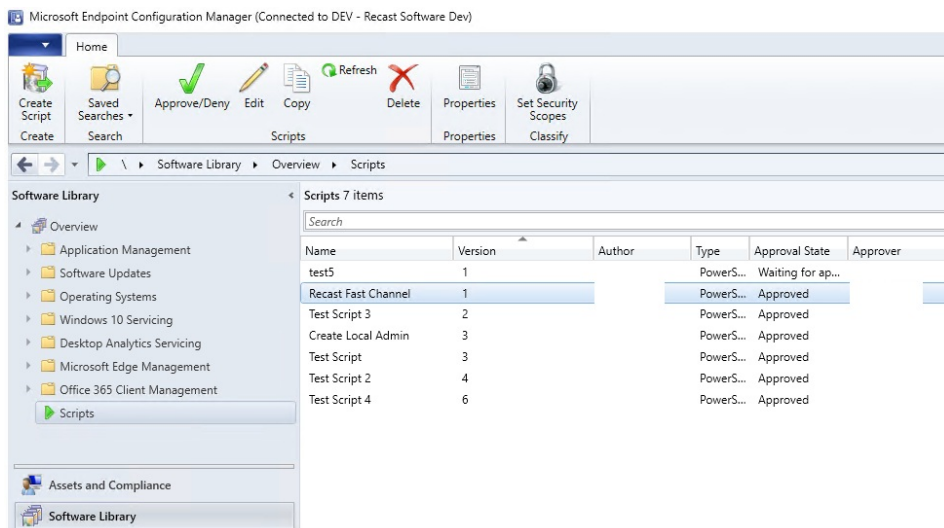 Microsoft Endpoint Configuration Manager (Connected to DEV - Recast Software Dev)
Home
Create Script
Saved Searches
Approve/Deny
Edit
Copy
Refresh
Delete
Properties
Set Security Scopes
Create
Search
Scripts
Properties
Classify
\ Software Library Overview Scripts
Software Library
Overview
Application Management
Software Updates
Operating Systems
Windows 10 Servicing
Desktop Analytics Servicing
Microsoft Edge Management
Office 365 Client Management
Scripts
Assets and Compliance
Software Library
Scripts 7 items
Search
Name Version Author Type Approval State Approver
test5 1 PowerS... Waiting for ap...
Recast Fast Channel 1 PowerS... Approved
Test Script 3 2 PowerS... Approved
Create Local Admin 3 PowerS... Approved
Test Script 3 PowerS... Approved
Test Script 2 4 PowerS... Approved
Test Script 4 6 PowerS... Approved